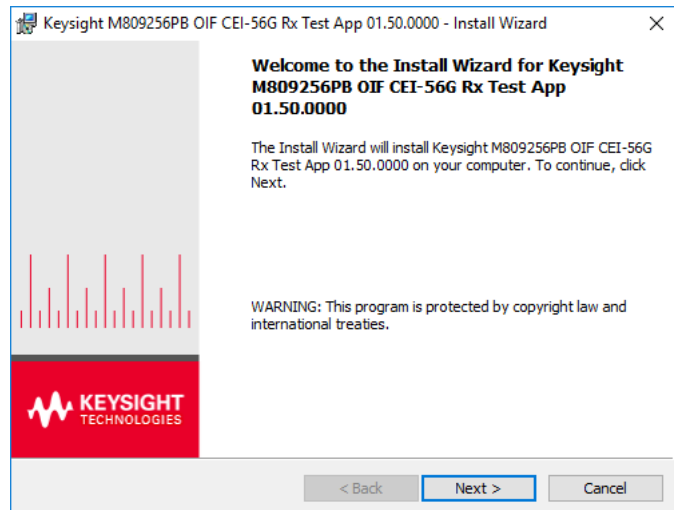 Keysight M809256PB OIF CEI-56G Rx Test App 01.50.0000 - Install Wizard
Welcome to the Install Wizard for Keysight
M809256PB OIF CEI-56G Rx Test App
01.50.0000
The Install Wizard will install Keysight M809256PB OIF CEI-56G
Rx Test App 01.50.0000 on your computer. To continue, click
Next.
WARNING: This program is protected by copyright law and
international treaties.
KEYSIGHT
TECHNOLOGIES
< Back Next > Cancel